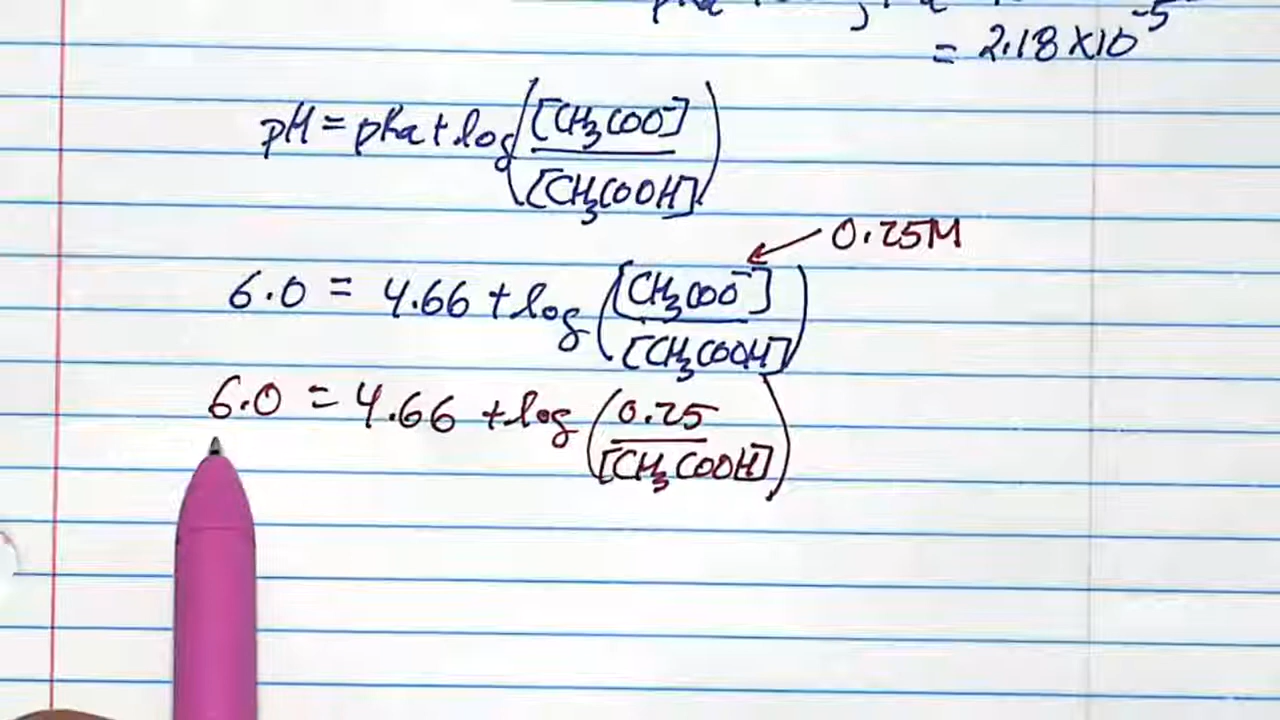 = 2.18×10⁻⁵
pH = pka + log([CH₃COO⁻]/[CH₃COOH])
0.25M
6.0 = 4.66 + log([CH₃COO⁻]/[CH₃COOH])
6.0 = 4.66 + log(0.25/[CH₃COOH])